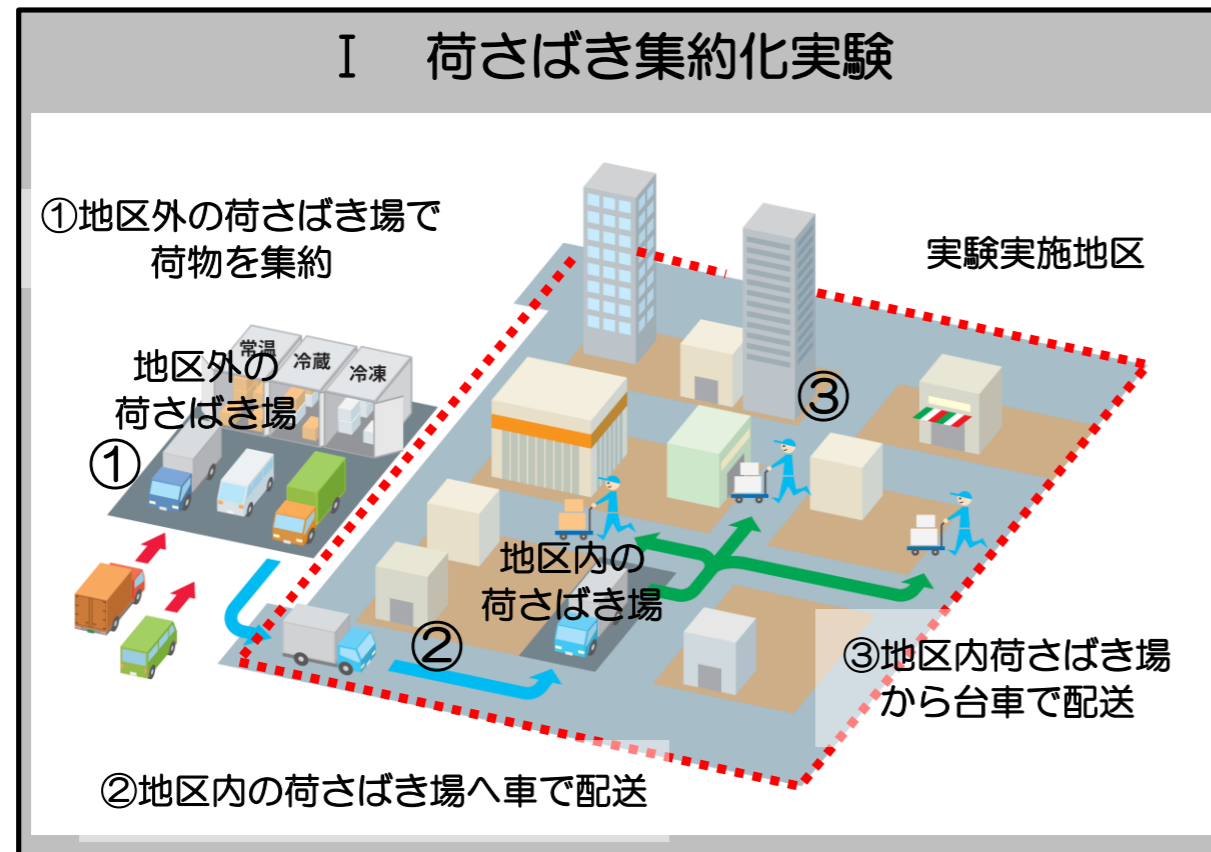 Ⅰ 荷さばき集約化実験
①地区外の荷さばき場で
荷物を集約
実験実施地区
常温
冷蔵
冷凍
地区外の
荷さばき場
①
③
地区内の
荷さばき場
②
③地区内荷さばき場
から台車で配送
②地区内の荷さばき場へ車で配送